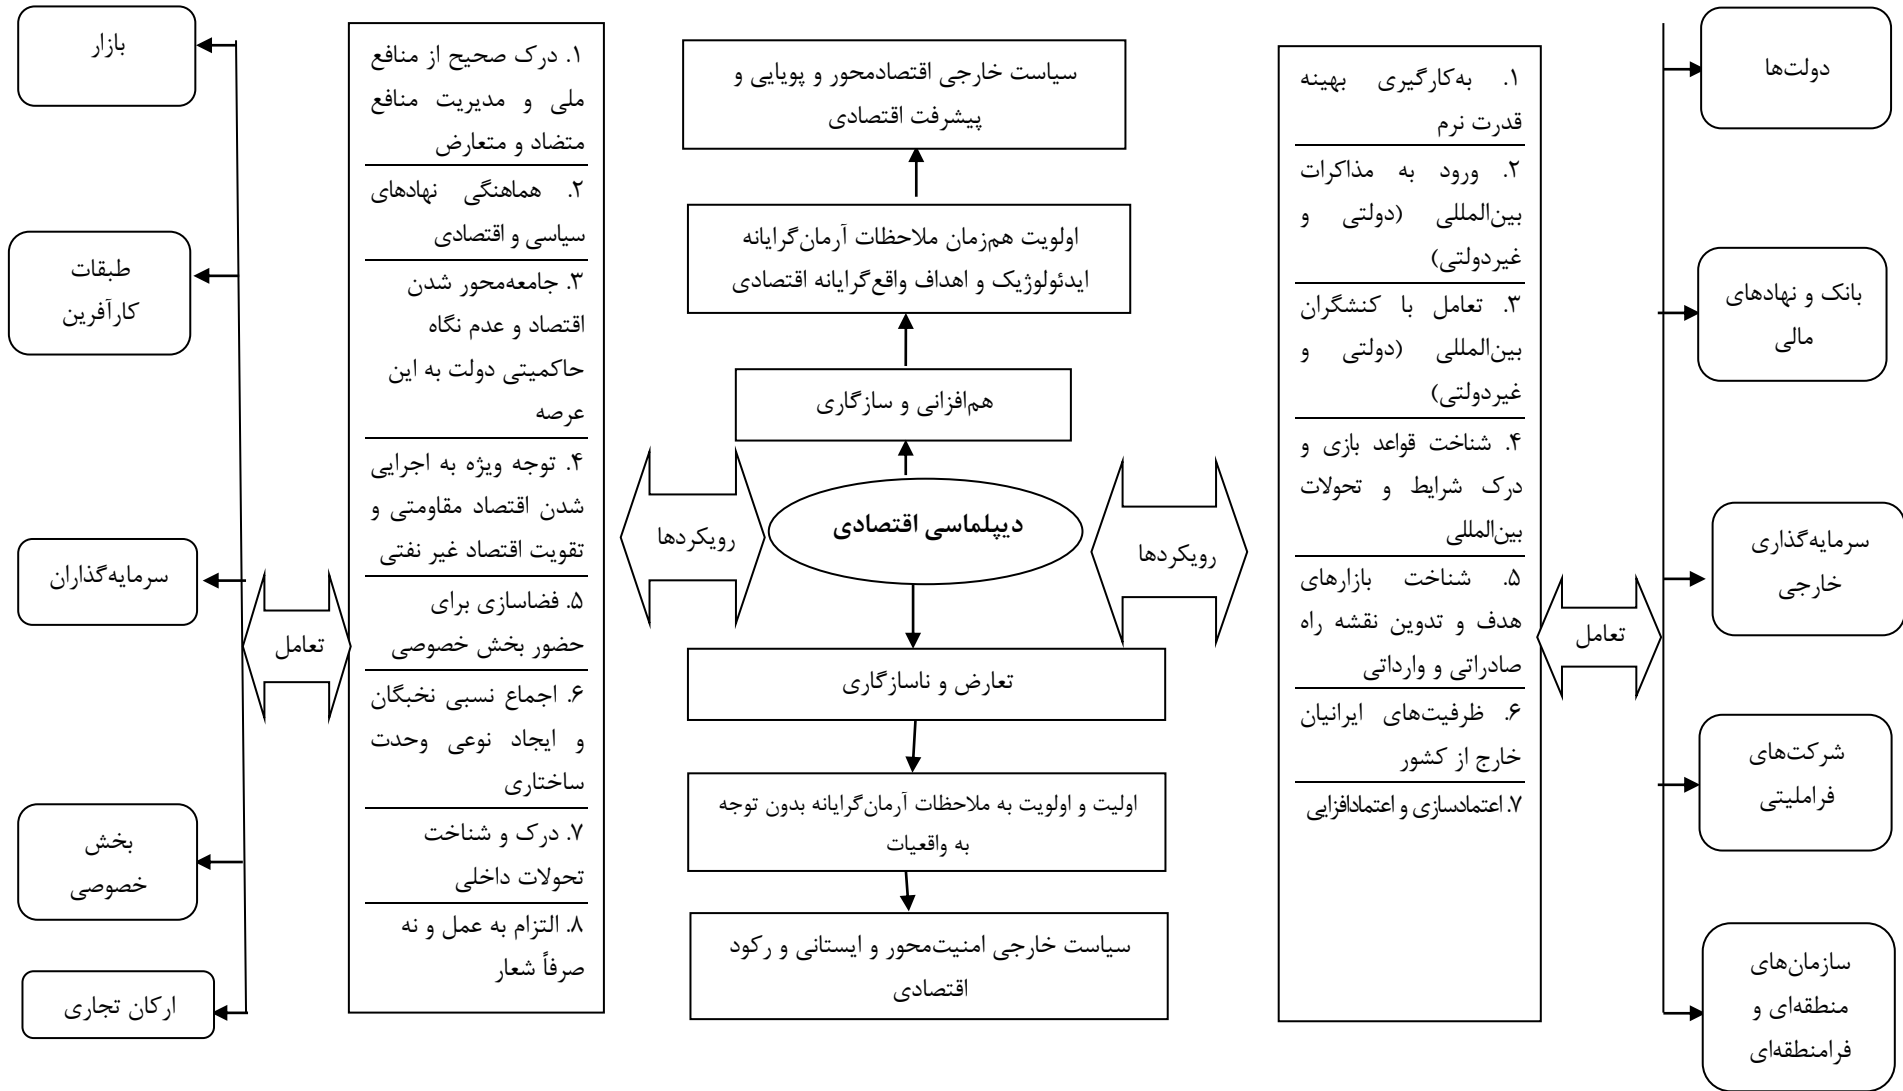 دولت‌ها
بانک و نهادهای
مالی
سرمایه‌گذاری
خارجی
شرکت‌های
فراملیتی
سازمان‌های
منطقه‌ای و
فرامنطقه‌ای
تعامل
۱. به‌کارگیری بهینه
قدرت نرم
۲. ورود به مذاکرات
بین‌المللی (دولتی و
غیردولتی)
۳. تعامل با کنشگران
بین‌المللی (دولتی و
غیردولتی)
۴. شناخت قواعد بازی و
درک شرایط و تحولات
بین‌المللی
۵. شناخت بازارهای
هدف و تدوین نقشه راه
صادراتی و وارداتی
۶. ظرفیت‌های ایرانیان
خارج از کشور
۷. اعتمادسازی و اعتمادافزایی
رویکردها
سیاست خارجی اقتصادمحور و پویایی و
پیشرفت اقتصادی
اولویت هم‌زمان ملاحظات آرمان‌گرایانه
ایدئولوژیک و اهداف واقع‌گرایانه اقتصادی
هم‌افزانی و سازگاری
دیپلماسی اقتصادی
تعارض و ناسازگاری
اولیت و اولویت به ملاحظات آرمان‌گرایانه بدون توجه
به واقعیات
سیاست خارجی امنیت‌محور و ایستانی و رکود
اقتصادی
رویکردها
۱. درک صحیح از منافع
ملی و مدیریت منافع
متضاد و متعارض
۲. هماهنگی نهادهای
سیاسی و اقتصادی
۳. جامعه‌محور شدن
اقتصاد و عدم نگاه
حاکمیتی دولت به این
عرصه
۴. توجه ویژه به اجرایی
شدن اقتصاد مقاومتی و
تقویت اقتصاد غیر نفتی
۵. فضاسازی برای
حضور بخش خصوصی
۶. اجماع نسبی نخبگان
و ایجاد نوعی وحدت
ساختاری
۷. درک و شناخت
تحولات داخلی
۸. التزام به عمل و نه
صرفاً شعار
تعامل
بازار
طبقات
کارآفرین
سرمایه‌گذاران
بخش
خصوصی
ارکان تجاری